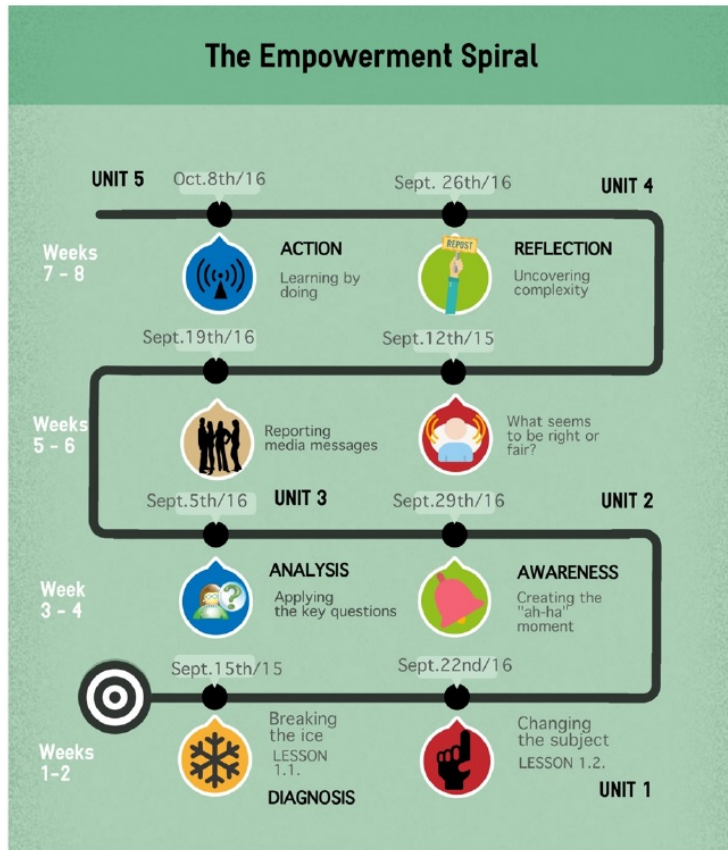 The Empowerment Spiral
UNIT 5
Oct.8th/16
Sept. 26th/16
UNIT 4
Weeks
7 - 8
ACTION
Learning by
doing
REPOST
REFLECTION
Uncovering
complexity
Sept.19th/16
Sept.12th/15
Weeks
5 - 6
Reporting
media messages
What seems
to be right or
fair?
Sept.5th/16
UNIT 3
Sept.29th/16
UNIT 2
Week
3 - 4
ANALYSIS
Applying
the key questions
?
AWARENESS
Creating the
"ah-ha"
moment
Sept.15th/15
Sept.22nd/16
Weeks
1-2
Breaking
the ice
LESSON
1.1.
DIAGNOSIS
Changing
the subject
LESSON 1.2.
UNIT 1